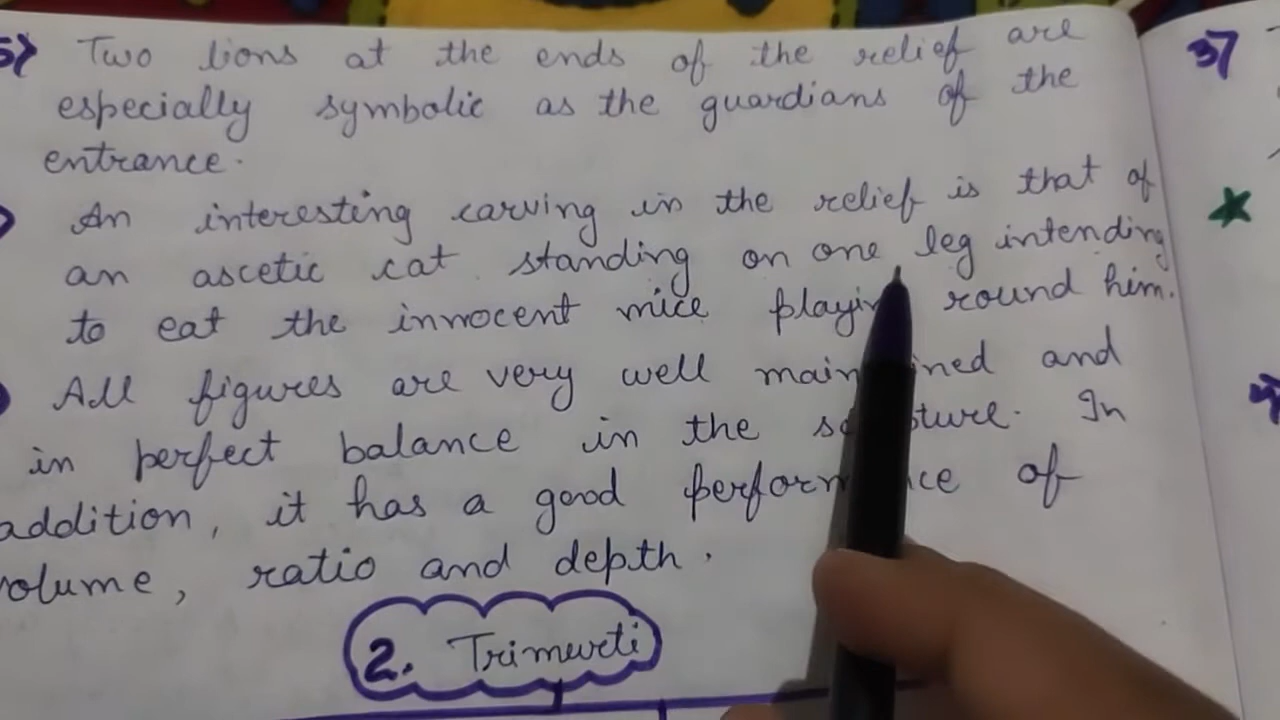 5) Two lions at the ends of the relief are
especially symbolic as the guardians of the
entrance.
An interesting carving in the relief is that of
an ascetic cat standing on one leg intending
to eat the innocent mice round him.
All figures are very well and
in perfect balance in the In
addition, it has a good of
volume, ratio and depth.
2. Trimurti
37